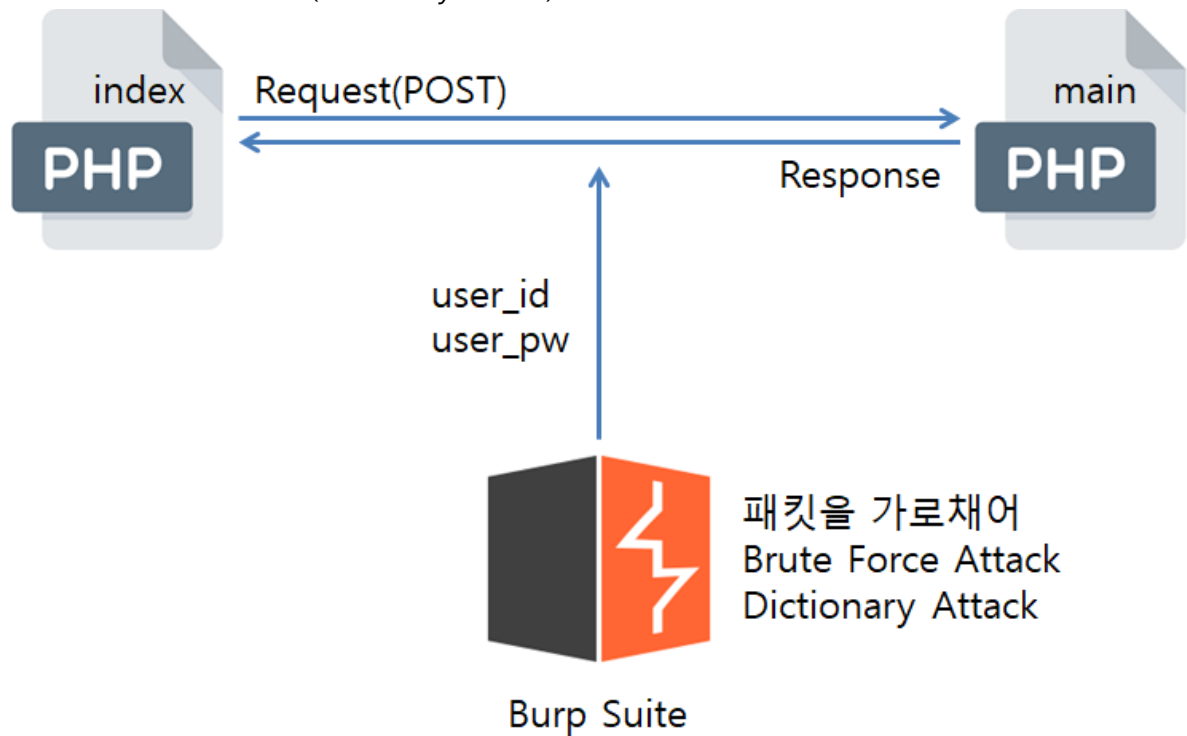 index
Request(POST)
main
PHP
PHP
Response
user_id
user_pw
패킷을 가로채어
Brute Force Attack
Dictionary Attack
Burp Suite